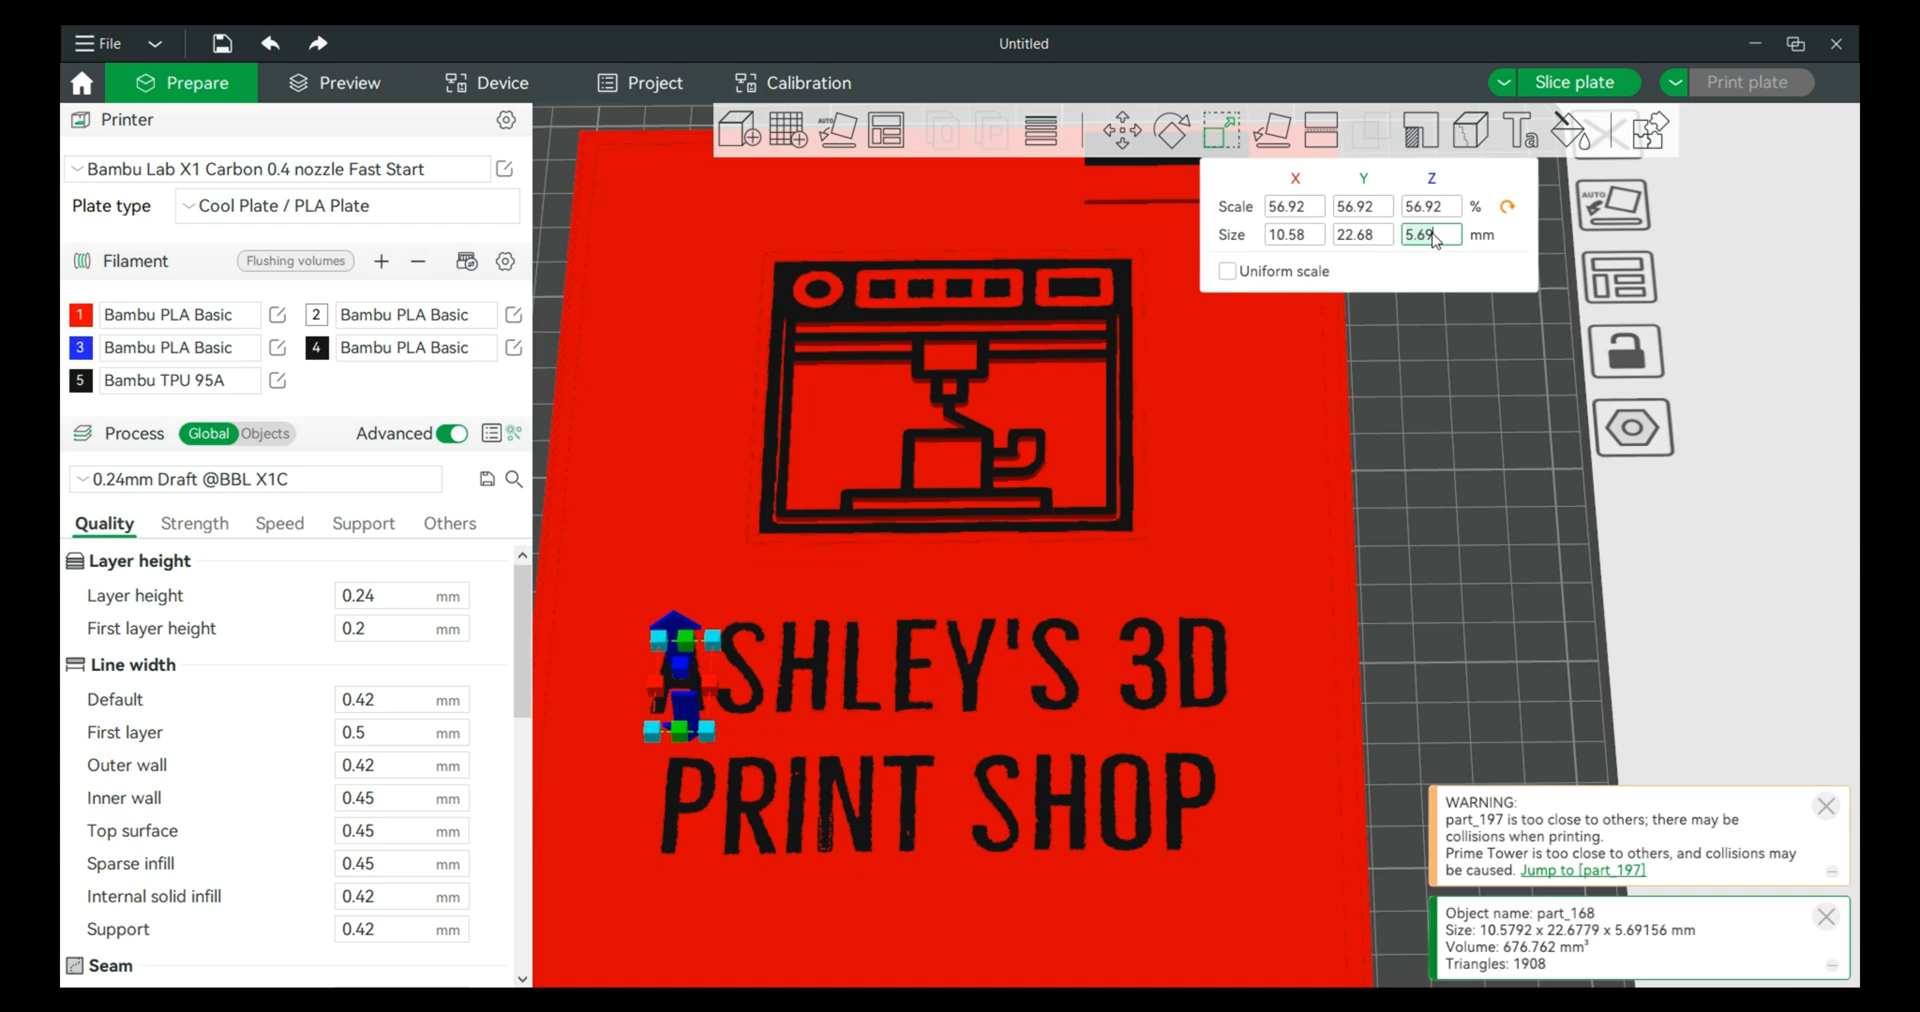 File
Untitled
Prepare
Preview
Device
Project
Calibration
Slice plate
Print plate
Printer
Bambu Lab X1 Carbon 0.4 nozzle Fast Start
Plate type
Cool Plate / PLA Plate
Filament
Flushing volumes
1 Bambu PLA Basic
2 Bambu PLA Basic
3 Bambu PLA Basic
4 Bambu PLA Basic
5 Bambu TPU 95A
Process
Global
Objects
Advanced
0.24mm Draft @BBL X1C
Quality
Strength
Speed
Support
Others
Layer height
Layer height 0.24 mm
First layer height 0.2 mm
Line width
Default 0.42 mm
First layer 0.5 mm
Outer wall 0.42 mm
Inner wall 0.45 mm
Top surface 0.45 mm
Sparse infill 0.45 mm
Internal solid infill 0.42 mm
Support 0.42 mm
Seam
AUTO
Ta
X Y Z
Scale 56.92 56.92 56.92 %
Size 10.58 22.68 5.69 mm
Uniform scale
AUTO
ASHLEY'S 3D
PRINT SHOP
WARNING:
part_197 is too close to others; there may be
collisions when printing.
Prime Tower is too close to others, and collisions may
be caused. Jump to [part_197]
Object name: part_168
Size: 10.5792 x 22.6779 x 5.69156 mm
Volume: 676.762 mm³
Triangles: 1908